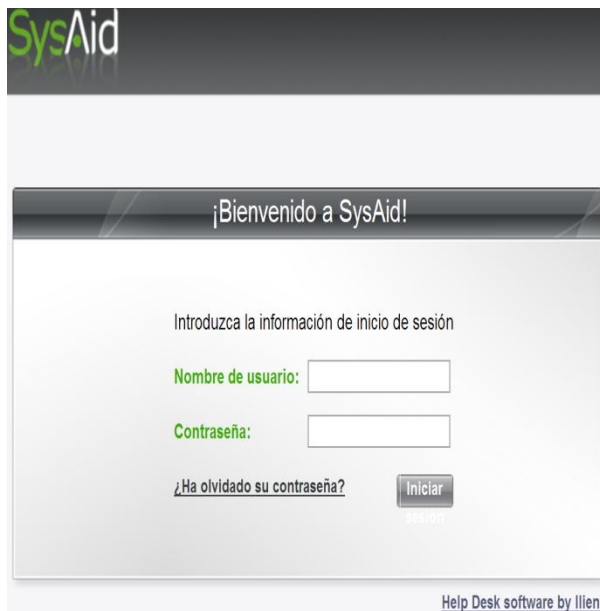 SysAid
¡Bienvenido a SysAid!
Introduzca la información de inicio de sesión
Nombre de usuario:
Contraseña:
¿Ha olvidado su contraseña?
Iniciar
sesión
Help Desk software by Ilien